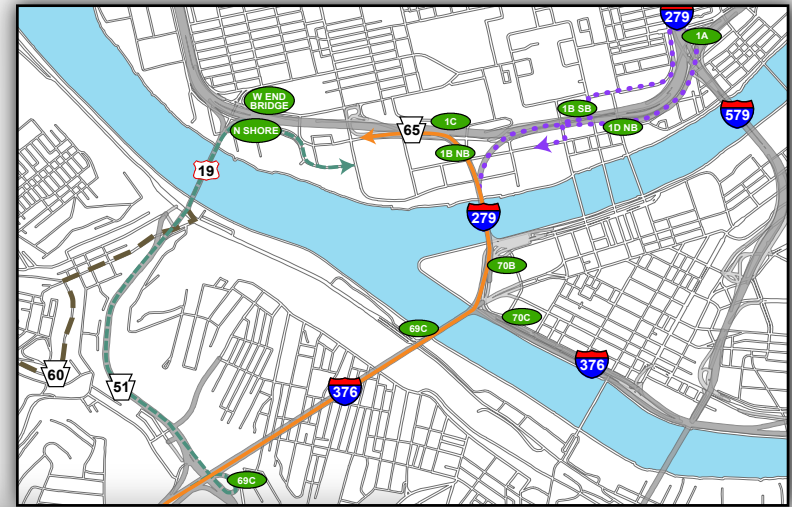 279
1A
W END
BRIDGE
1B SB
579
1C
N SHORE
65
1D NB
1B NB
19
279
70B
70C
69C
376
60
51
376
69C